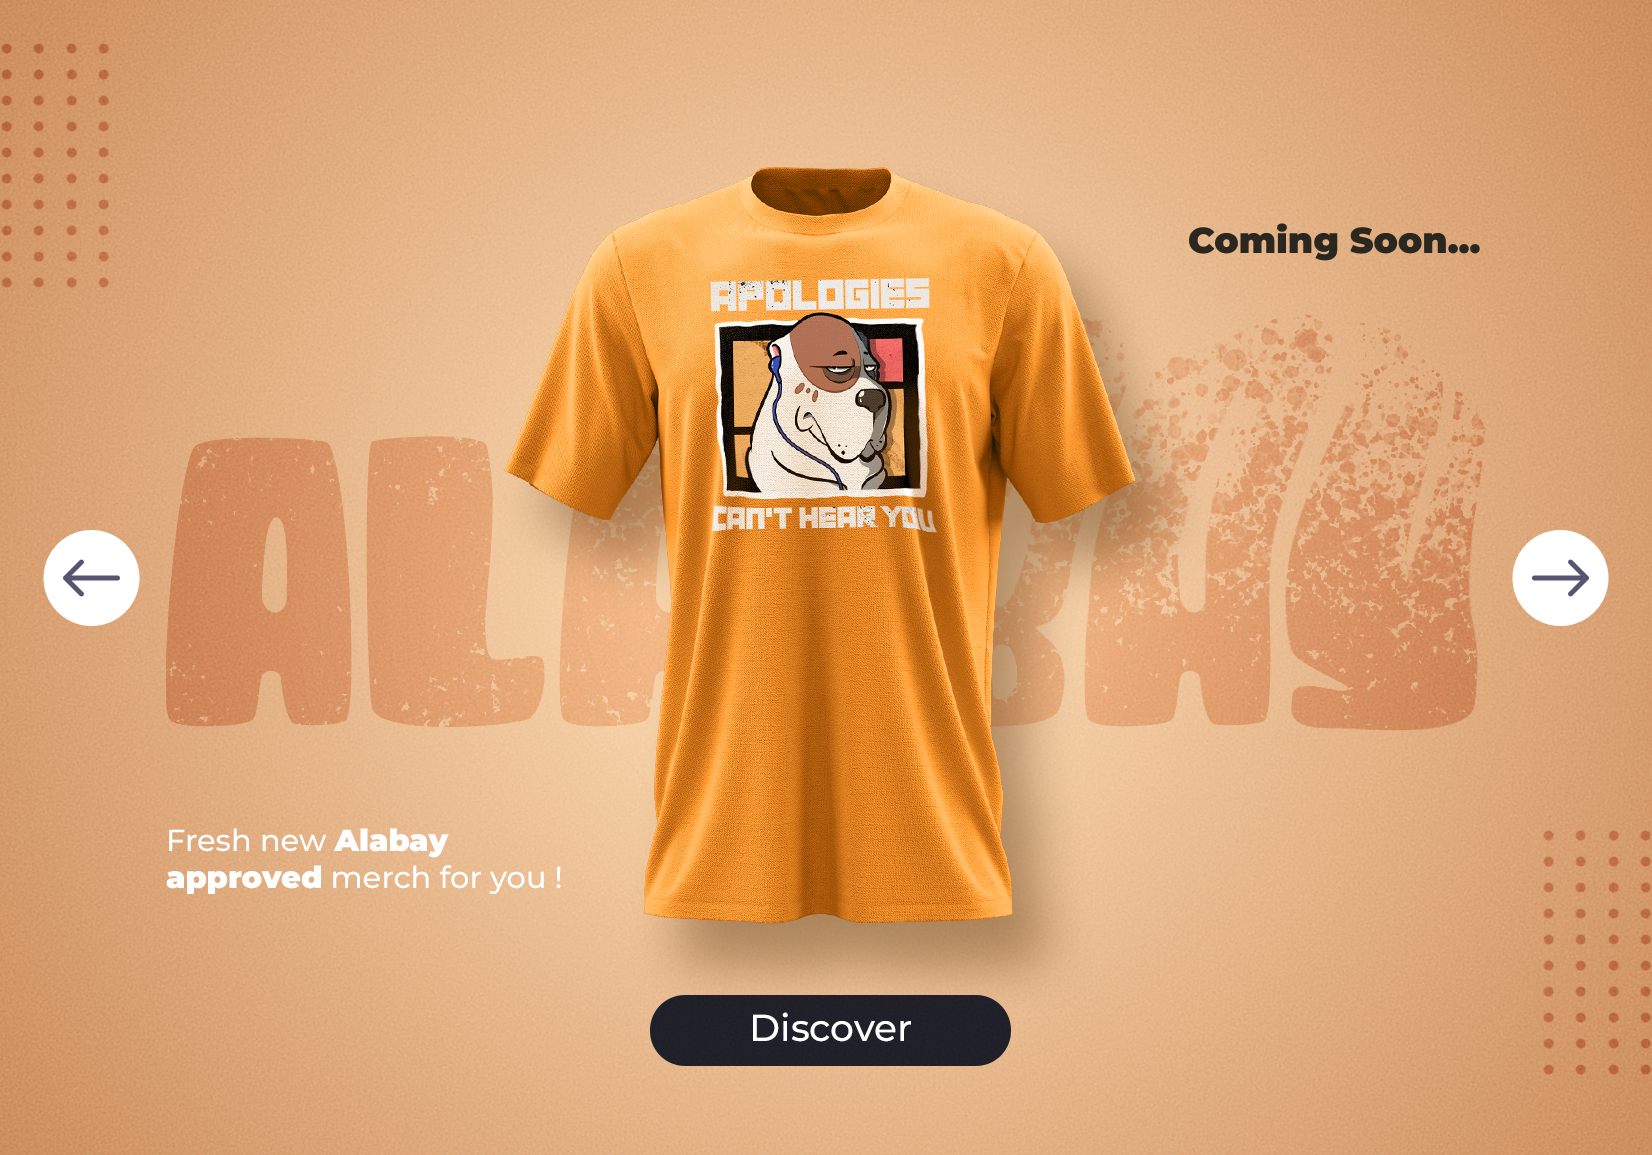 Coming Soon...
APOLOGIES
CAN'T HEAR YOU
ALABAY
Fresh new Alabay
approved merch for you !
Discover